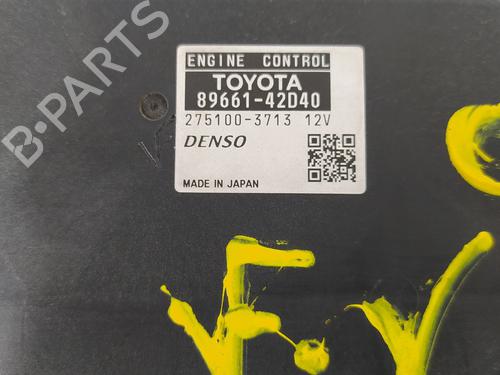 B-PARTS
ENGINE CONTROL
TOYOTA
89661-42D40
275100-3713 12V
DENSO
MADE IN JAPAN